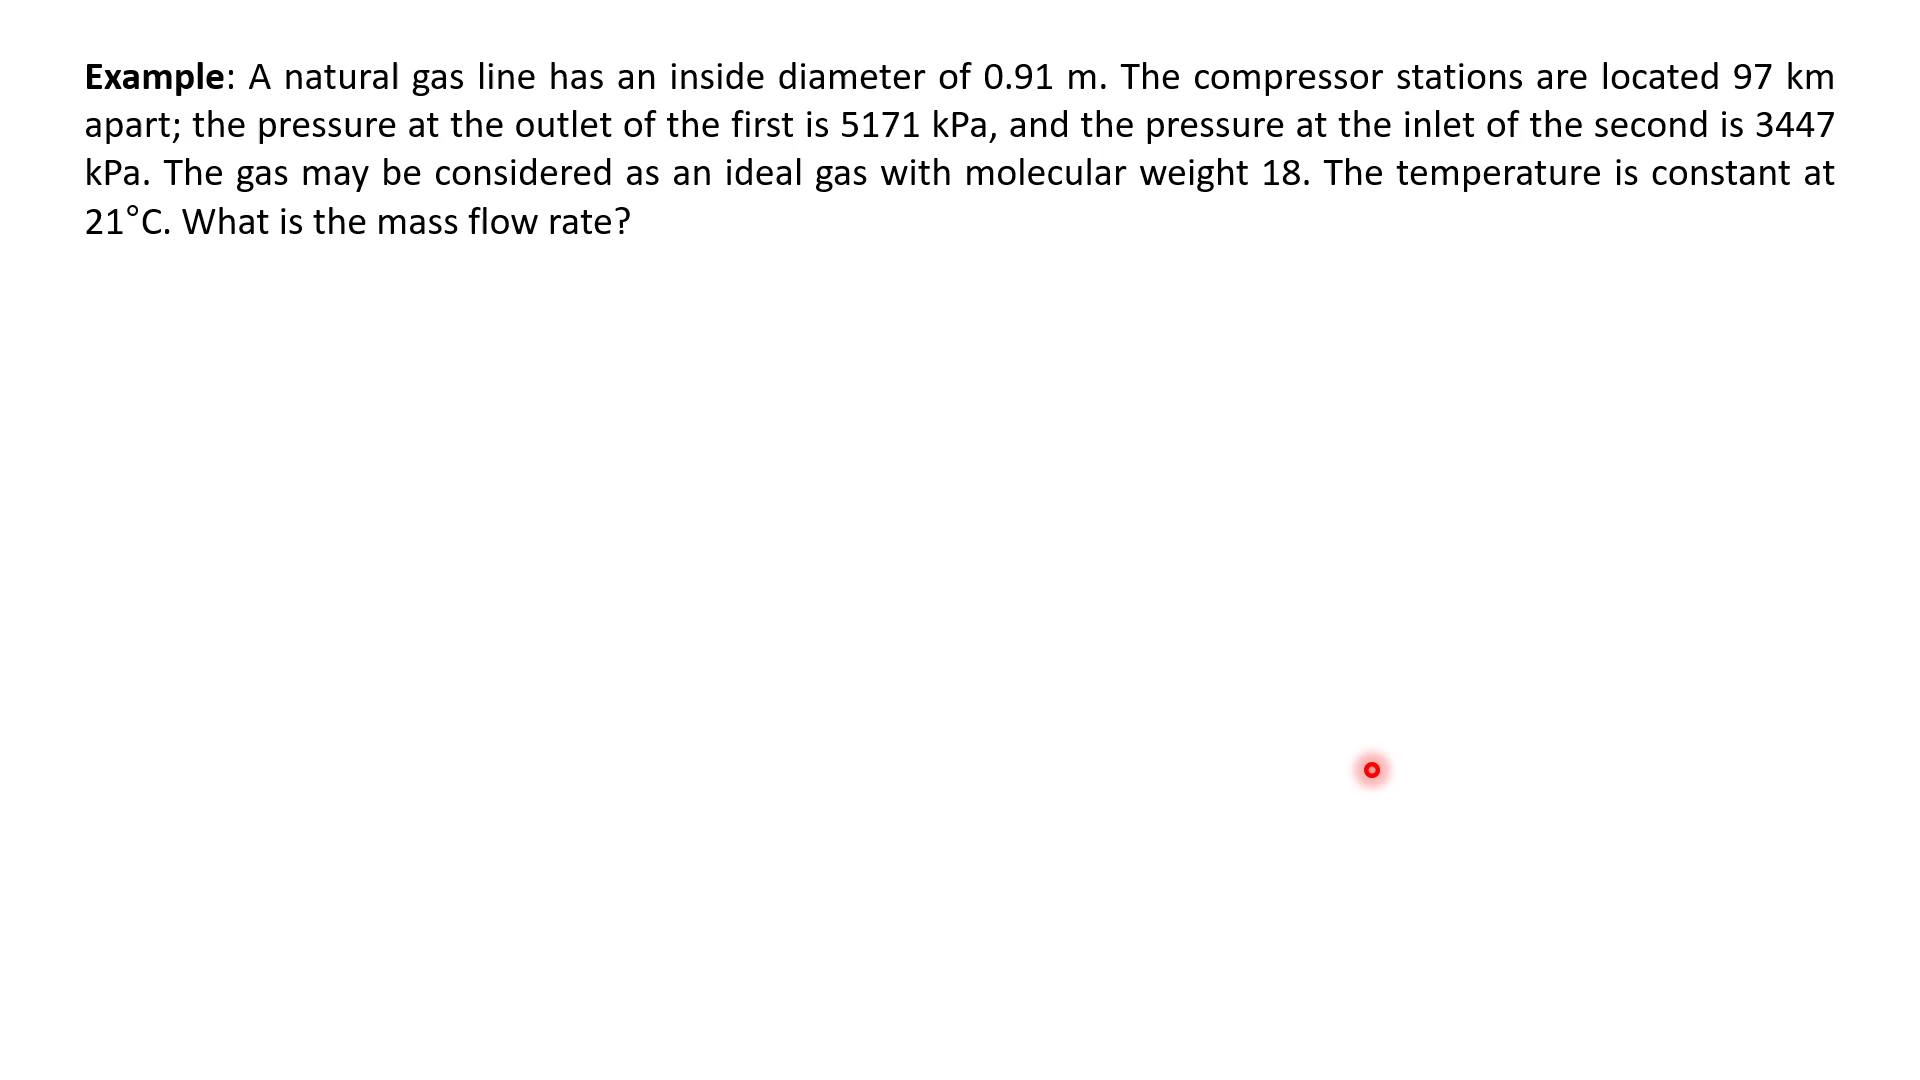 Example: A natural gas line has an inside diameter of 0.91 m. The compressor stations are located 97 km
apart; the pressure at the outlet of the first is 5171 kPa, and the pressure at the inlet of the second is 3447
kPa. The gas may be considered as an ideal gas with molecular weight 18. The temperature is constant at
21°C. What is the mass flow rate?